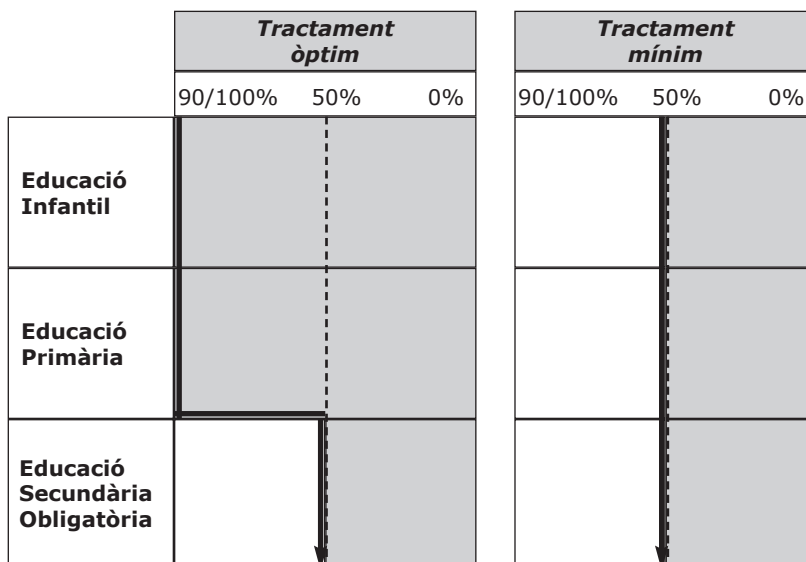 Tractament
òptim
Tractament
mínim
90/100% 50% 0%
90/100% 50% 0%
Educació
Infantil
Educació
Primària
Educació
Secundària
Obligatòria